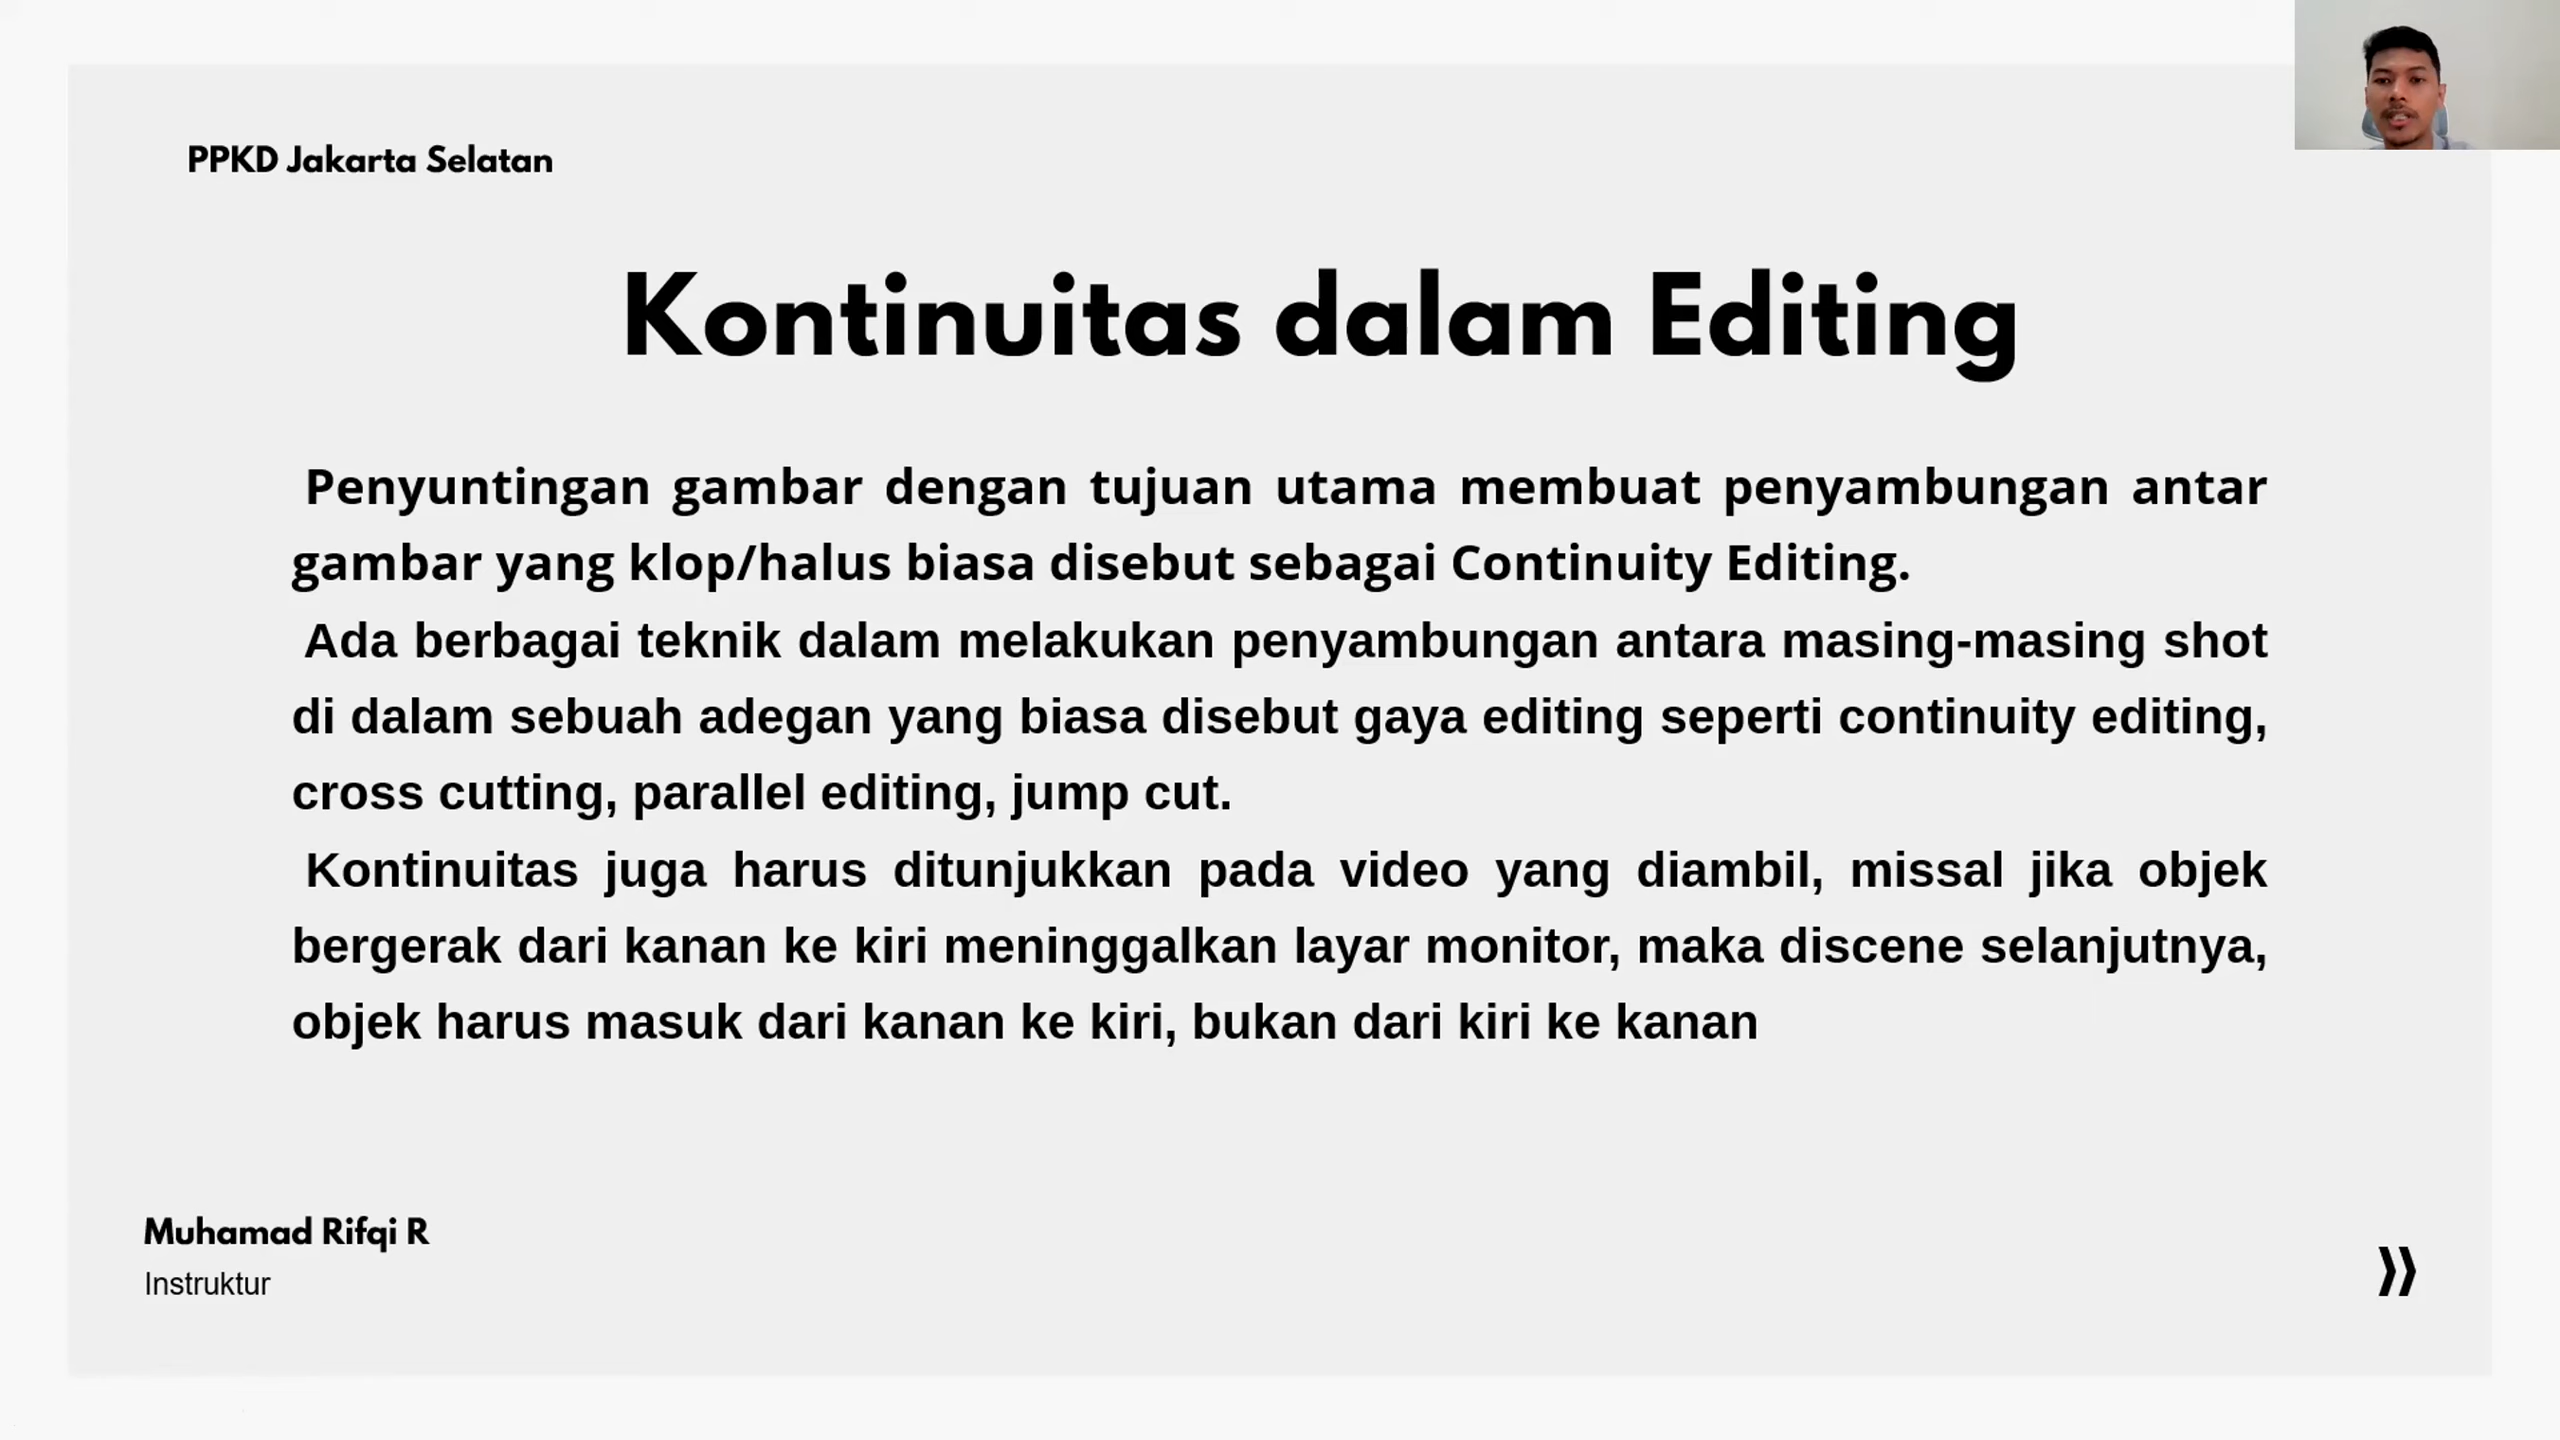 PPKD Jakarta Selatan
Kontinuitas dalam Editing
Penyuntingan gambar dengan tujuan utama membuat penyambungan antar
gambar yang klop/halus biasa disebut sebagai Continuity Editing.
Ada berbagai teknik dalam melakukan penyambungan antara masing-masing shot
di dalam sebuah adegan yang biasa disebut gaya editing seperti continuity editing,
cross cutting, parallel editing, jump cut.
Kontinuitas juga harus ditunjukkan pada video yang diambil, missal jika objek
bergerak dari kanan ke kiri meninggalkan layar monitor, maka discene selanjutnya,
objek harus masuk dari kanan ke kiri, bukan dari kiri ke kanan
Muhamad Rifqi R
Instruktur